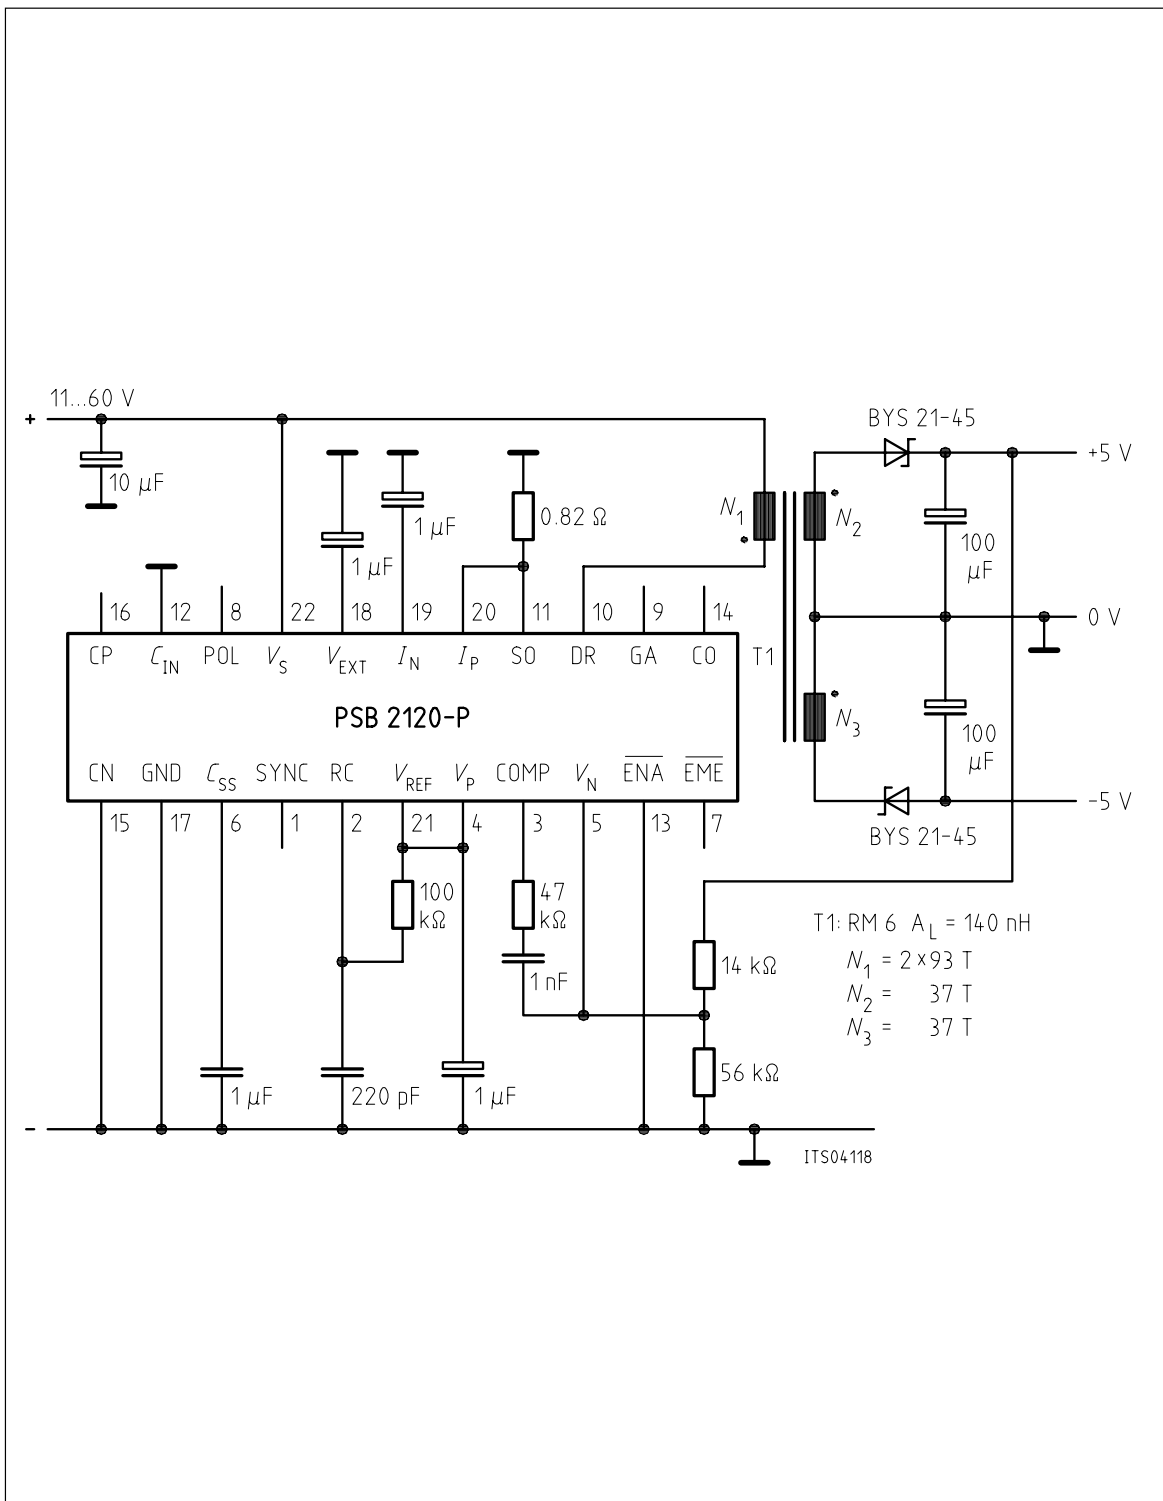 11...60 V
+
10 µF
1 µF
1 µF
0.82 Ω
N1
N2
N3
BYS 21-45
+5 V
100
µF
0 V
100
µF
-5 V
BYS 21-45
T1
16 12 8 22 18 19 20 11 10 9 14
CP CIN POL VS VEXT IN IP SO DR GA CO
PSB 2120-P
CN GND CSS SYNC RC VREF VP COMP VN ENA EME
15 17 6 1 2 21 4 3 5 13 7
100
kΩ
47
kΩ
1 nF
14 kΩ
56 kΩ
1 µF
220 pF
1 µF
T1: RM 6 AL = 140 nH
N1 = 2×93 T
N2 = 37 T
N3 = 37 T
-
ITS04118